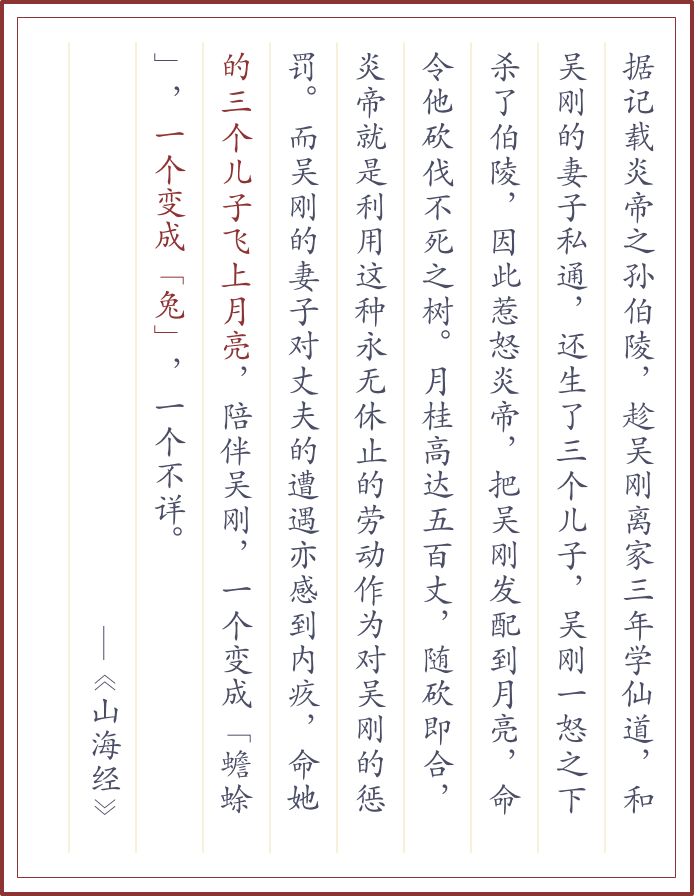 据记载炎帝之孙伯陵，趁吴刚离家三年学仙道，和
吴刚的妻子私通，还生了三个儿子，吴刚一怒之下
杀了伯陵，因此惹怒炎帝，把吴刚发配到月亮，命
令他砍伐不死之树。月桂高达五百丈，随砍即合，
炎帝就是利用这种永无休止的劳动作为对吴刚的惩
罚。而吴刚的妻子对丈夫的遭遇亦感到内疚，命她
的三个儿子飞上月亮，陪伴吴刚，一个变成「蟾蜍
」，一个变成「兔」，一个不详。
—《山海经》